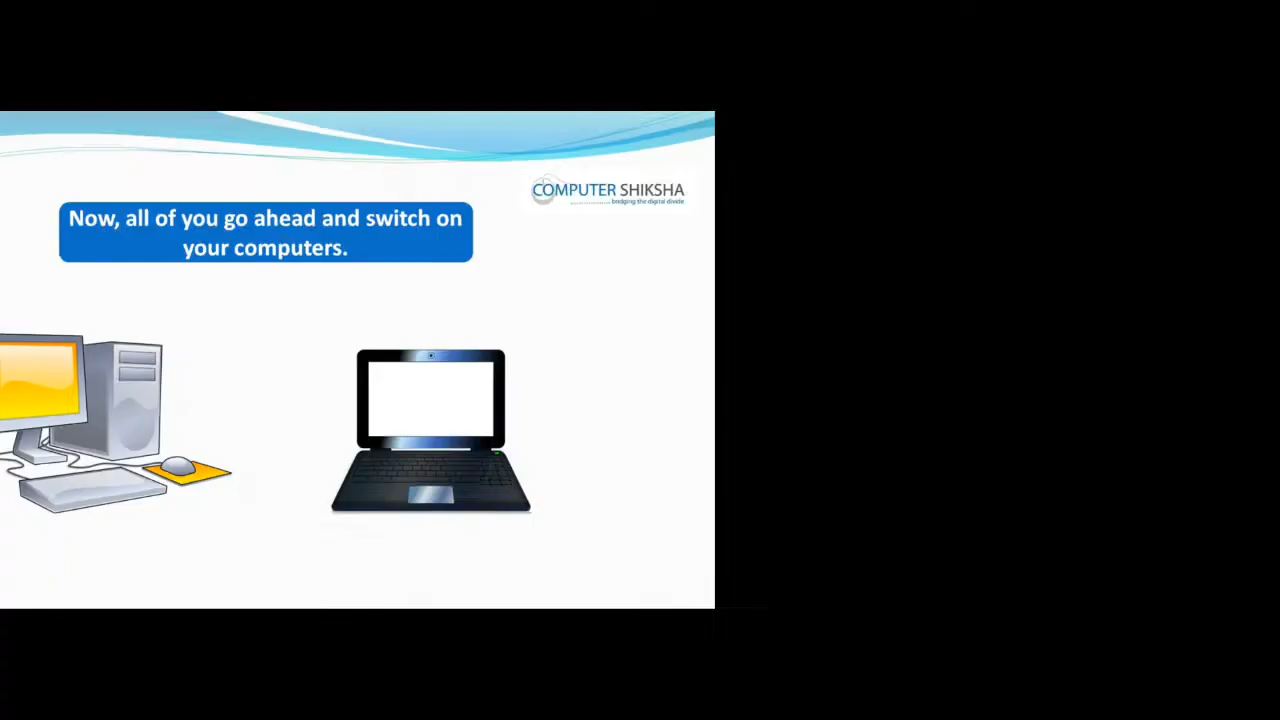 COMPUTER SHIKSHA
bridging the digital divide
Now, all of you go ahead and switch on
your computers.